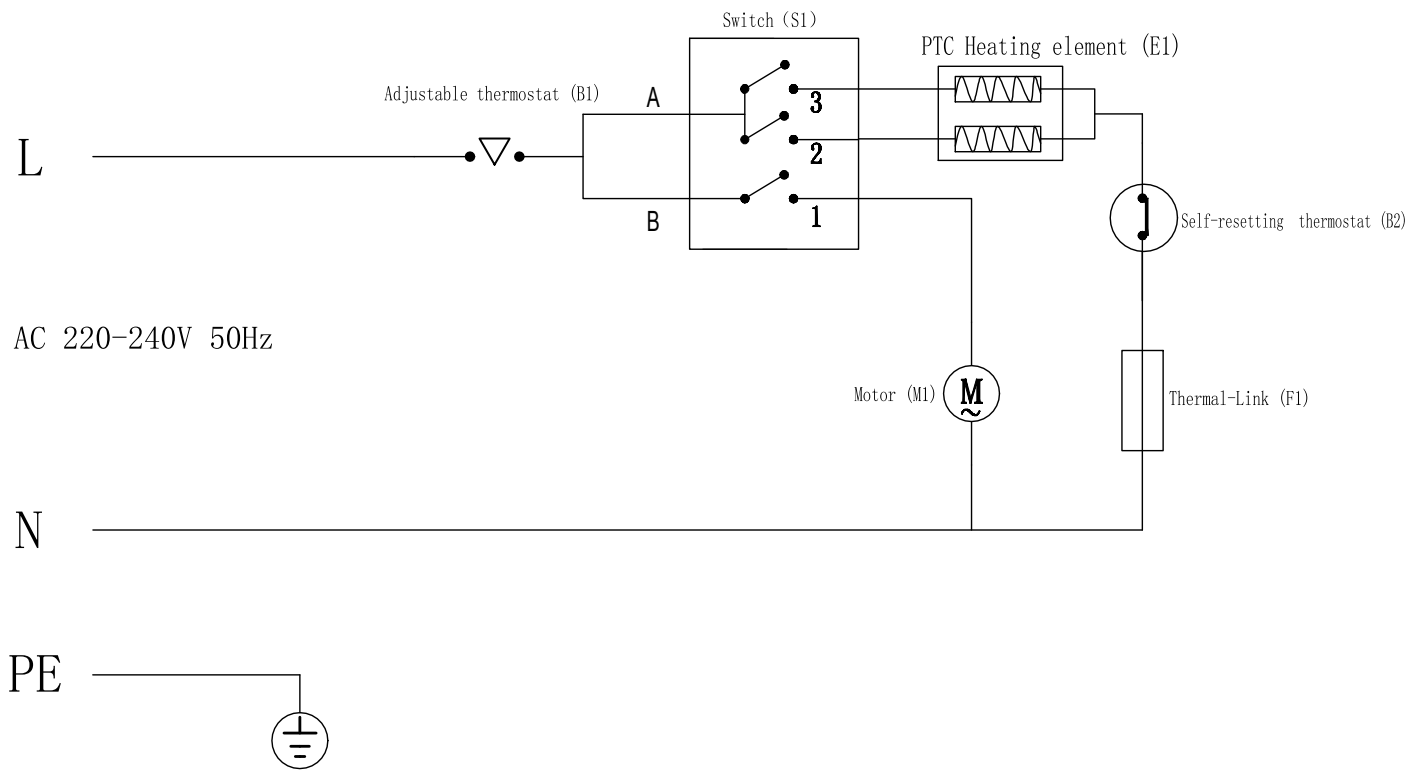 Switch（S1）
PTC Heating element (E1)
Adjustable thermostat (B1)
A
3
L
2
B
1
Self-resetting thermostat (B2)
AC 220-240V 50Hz
Motor (M1)
M
~
Thermal-Link (F1)
N
PE